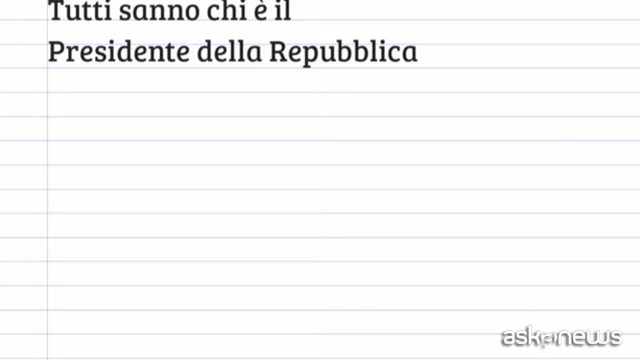 Tutti sanno chi è il
Presidente della Repubblica
askanews